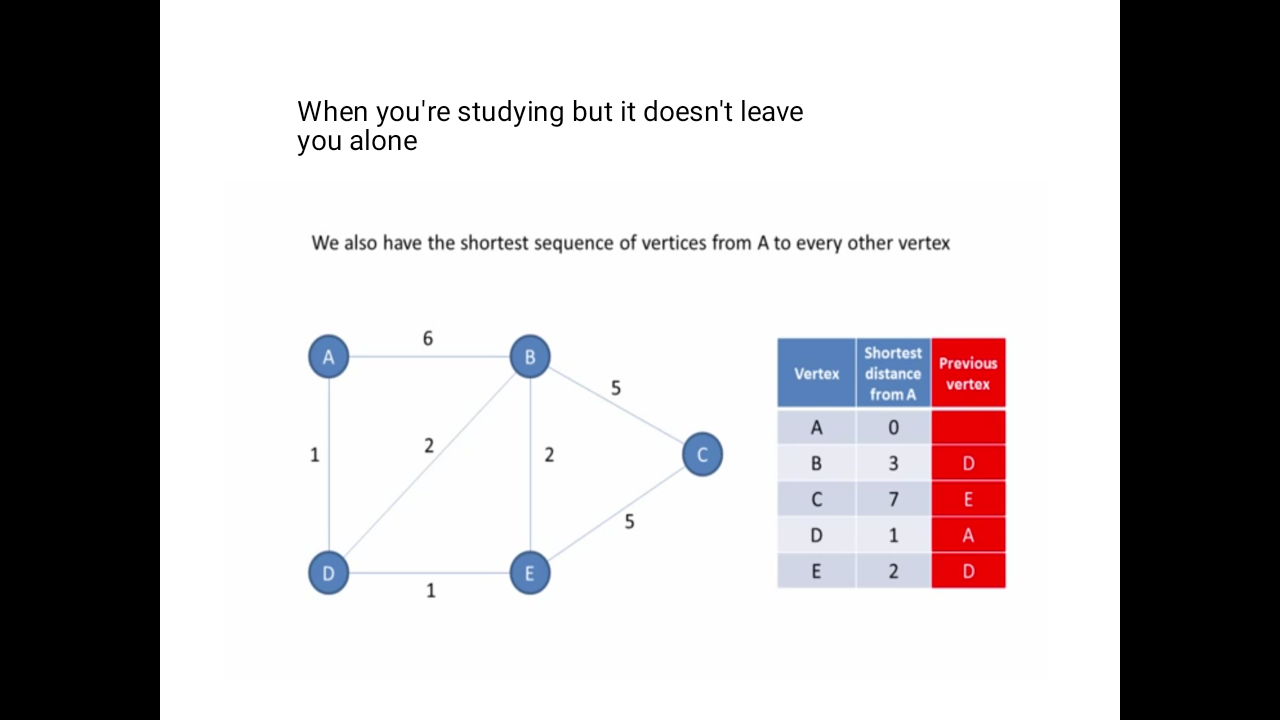 When you're studying but it doesn't leave
you alone
We also have the shortest sequence of vertices from A to every other vertex
A
6
B
5
1
2
2
C
5
D
1
E
Vertex Shortest distance from A Previous vertex
A 0
B 3 D
C 7 E
D 1 A
E 2 D